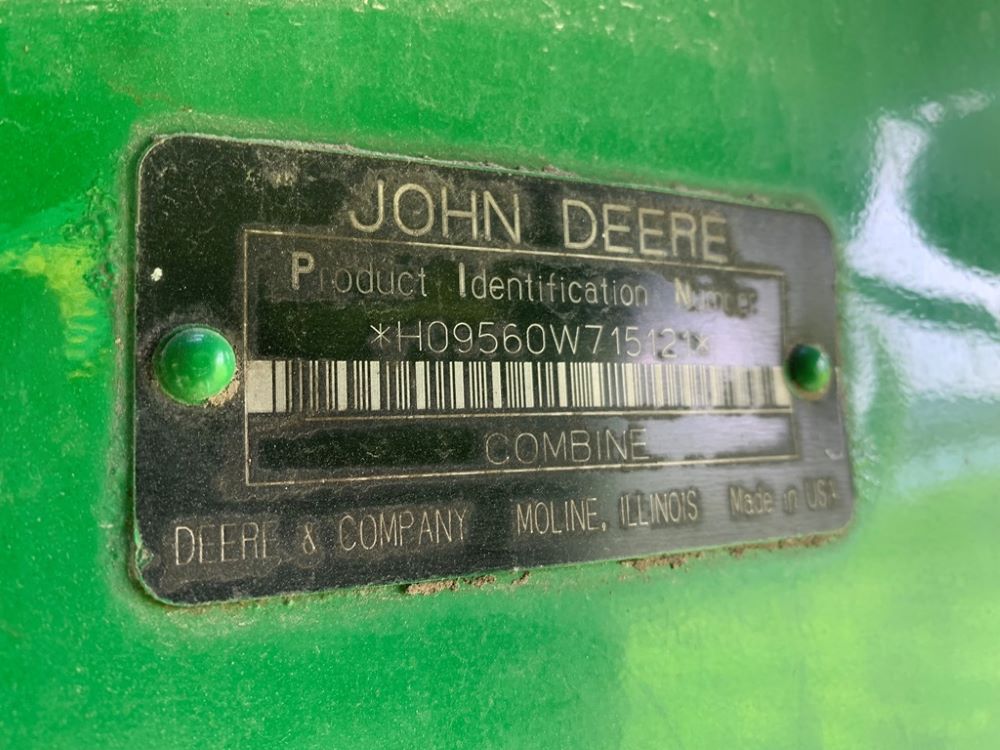 JOHN DEERE
Product Identification Number
*H09560W715121*
COMBINE
DEERE & COMPANY MOLINE, ILLINOIS Made in USA